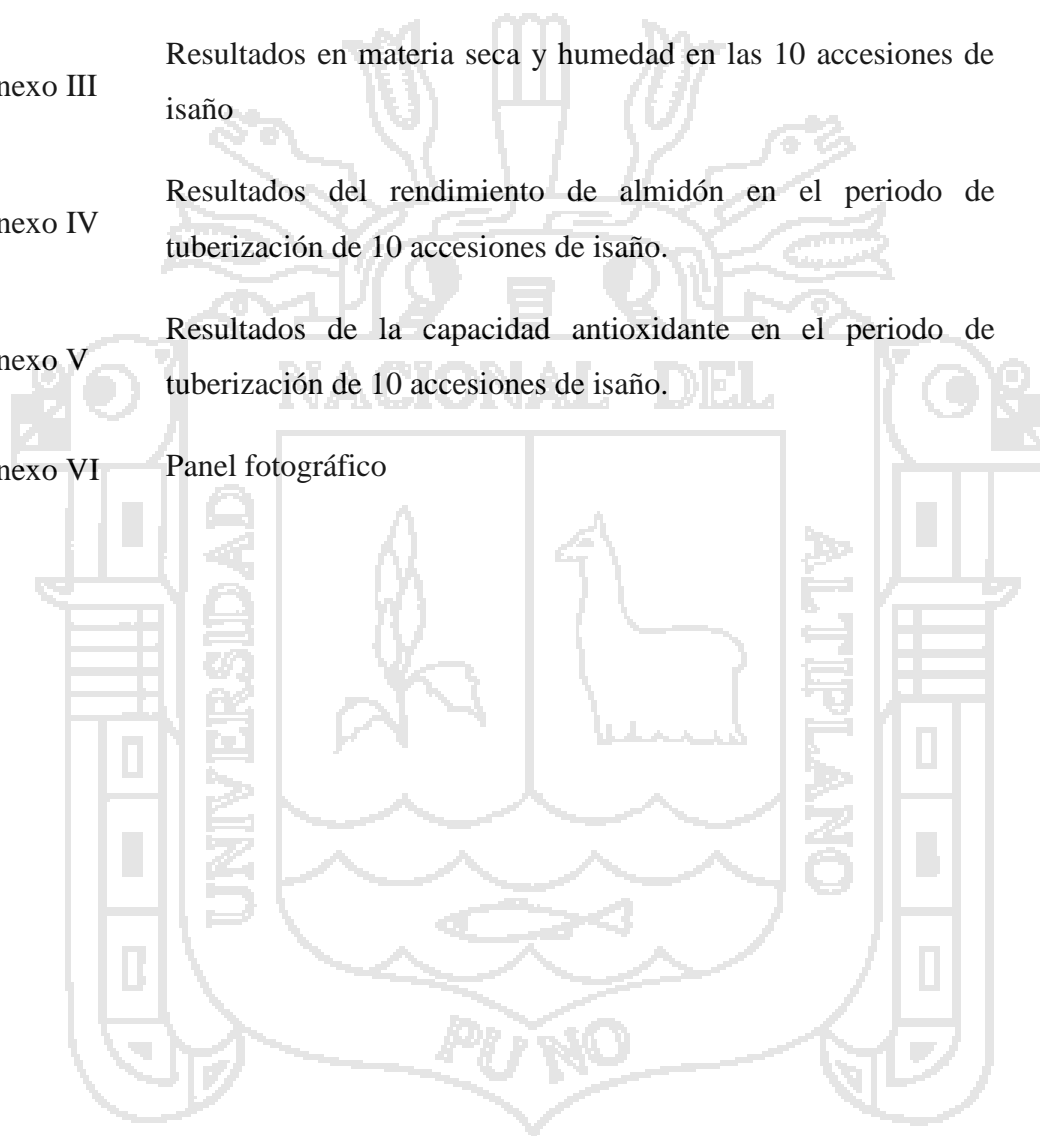 Resultados en materia seca y humedad en las 10 accesiones de
nexo III
isaño
Resultados del rendimiento de almidón en el periodo de
nexo IV
tuberización de 10 accesiones de isaño.
Resultados de la capacidad antioxidante en el periodo de
nexo V
tuberización de 10 accesiones de isaño.
nexo VI Panel fotográfico
NACIONAL DEL
UNIVERSIDAD
ALTIPLANO
PUNO